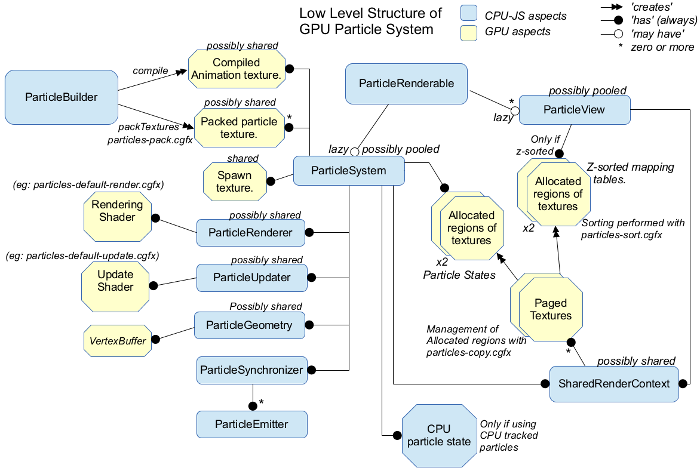 Low Level Structure of
GPU Particle System
CPU-JS aspects
GPU aspects
'creates'
'has' (always)
'may have'
* zero or more
possibly shared
Compiled
Animation texture.
compile
ParticleBuilder
packTextures
particles-pack.cgfx
possibly shared
Packed particle
texture.
*
ParticleRenderable
*
lazy
possibly pooled
ParticleView
lazy
possibly pooled
ParticleSystem
shared
Spawn
texture.
Only if
z-sorted
Z-sorted mapping
tables.
Allocated
regions of
textures
x2
Sorting performed with
particles-sort.cgfx
Allocated
regions of
textures
x2
Particle States
(eg: particles-default-render.cgfx)
Rendering
Shader
possibly shared
ParticleRenderer
(eg: particles-default-update.cgfx)
Update
Shader
possibly shared
ParticleUpdater
Possibly shared
ParticleGeometry
VertexBuffer
Paged
Textures
Management of
Allocated regions with
particles-copy.cgfx
*
possibly shared
SharedRenderContext
ParticleSynchronizer
*
ParticleEmitter
CPU
particle state
Only if using
CPU tracked
particles